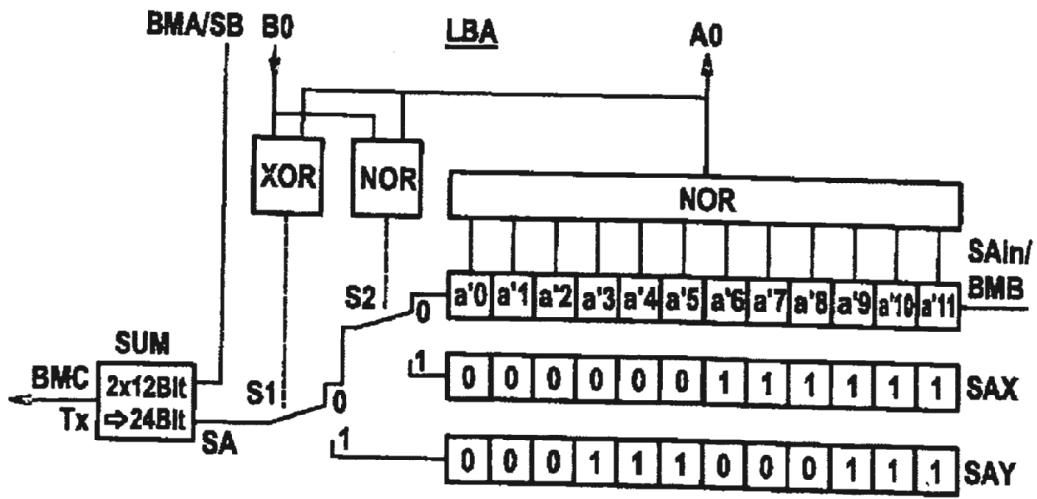 BMA/SB B0 LBA A0
XOR NOR
NOR
SAin/
BMB
S2 0 a'0 a'1 a'2 a'3 a'4 a'5 a'6 a'7 a'8 a'9 a'10 a'11
SUM
1 0 0 0 0 0 0 1 1 1 1 1 1 SAX
BMC 2x12Bit
S1 0
Tx ⇒24Bit
SA
1 0 0 0 1 1 1 0 0 0 1 1 1 SAY